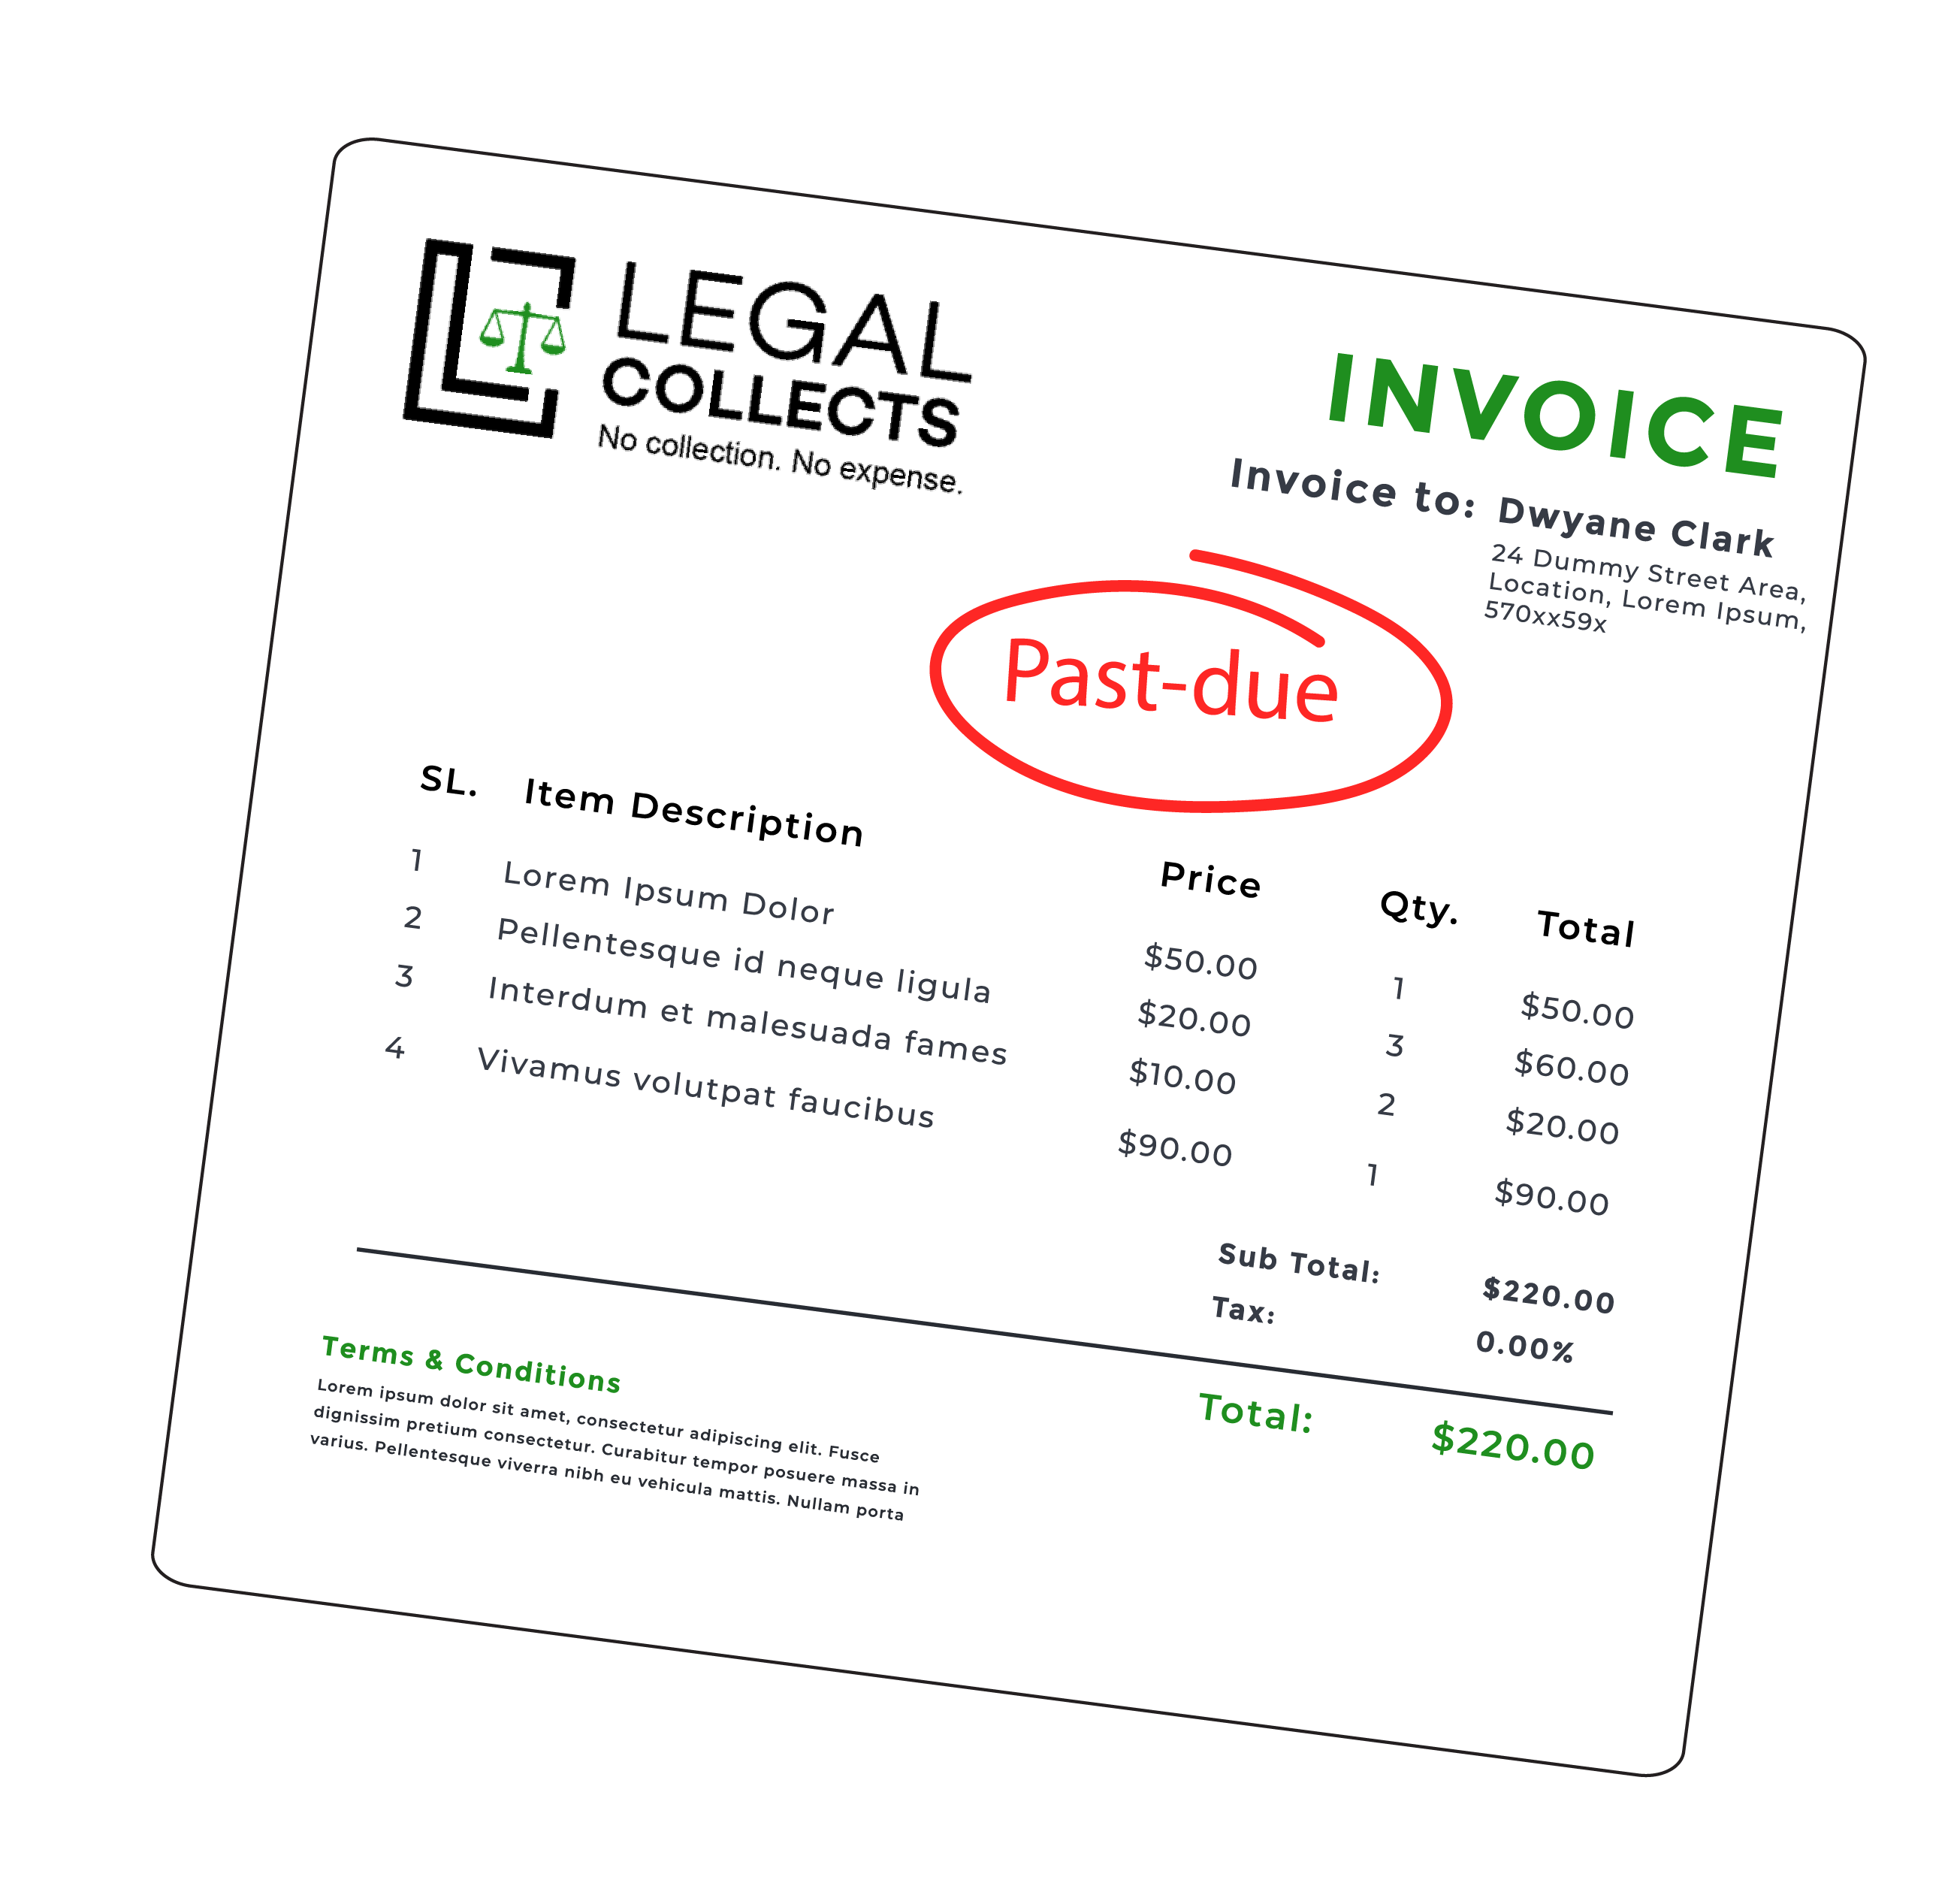 LEGAL
COLLECTS
No collection. No expense.
INVOICE
Invoice to: Dwyane Clark
24 Dummy Street Area,
Location, Lorem Ipsum,
570xx59x
Past-due
SL. Item Description Price Qty. Total
1 Lorem Ipsum Dolor $50.00 1 $50.00
2 Pellentesque id neque ligula $20.00 3 $60.00
3 Interdum et malesuada fames $10.00 2 $20.00
4 Vivamus volutpat faucibus $90.00 1 $90.00
Sub Total: $220.00
Tax: 0.00%
Total: $220.00
Terms & Conditions
Lorem ipsum dolor sit amet, consectetur adipiscing elit. Fusce
dignissim pretium consectetur. Curabitur tempor posuere massa in
varius. Pellentesque viverra nibh eu vehicula mattis. Nullam porta